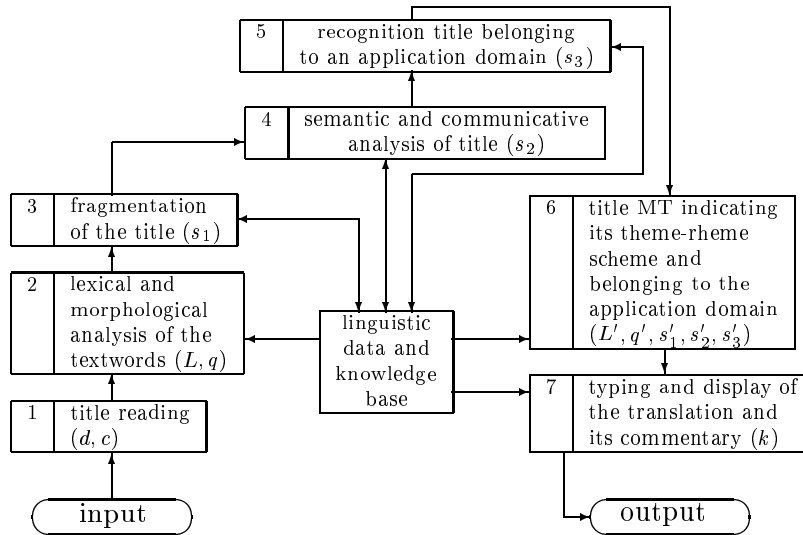 5
recognition title belonging
to an application domain (s₃)
4
semantic and communicative
analysis of title (s₂)
3
fragmentation
of the title (s₁)
2
lexical and
morphological
analysis of the
textwords (L, q)
1
title reading
(d, c)
input
linguistic
data and
knowledge
base
6
title MT indicating
its theme-rheme
scheme and
belonging to the
application domain
(L′, q′, s′₁, s′₂, s′₃)
7
typing and display of
the translation and
its commentary (k)
output